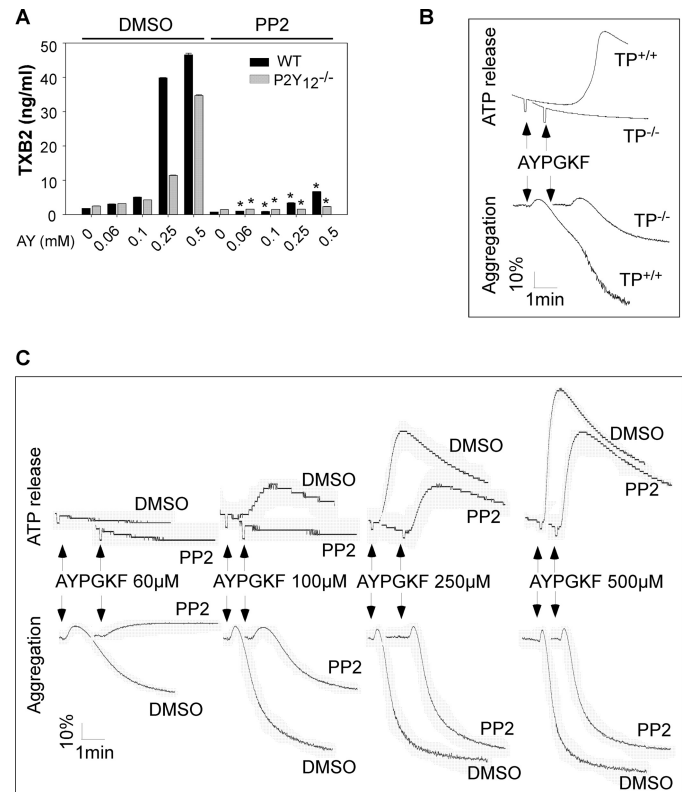 A
DMSO PP2
WT
P2Y12-/-
TXB2 (ng/ml)
50
40
30
20
10
0
* * * * * * * *
AY (mM) 0 0.06 0.1 0.25 0.5 0 0.06 0.1 0.25 0.5
B
ATP release
TP+/+
TP-/-
AYPGKF
Aggregation
TP-/-
TP+/+
10%
1min
C
ATP release
DMSO
PP2
DMSO
PP2
DMSO
PP2
DMSO
PP2
AYPGKF 60µM AYPGKF 100µM AYPGKF 250µM AYPGKF 500µM
Aggregation
PP2
DMSO
PP2
DMSO
PP2
DMSO
PP2
DMSO
10%
1min